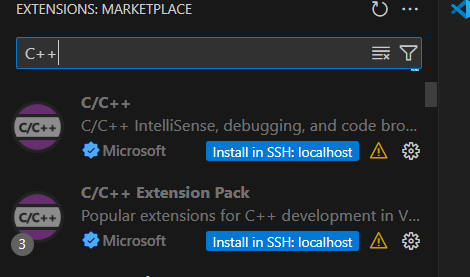 EXTENSIONS: MARKETPLACE
C++
C/C++
C/C++
C/C++ IntelliSense, debugging, and code bro...
Microsoft
Install in SSH: localhost
C/C++
C/C++ Extension Pack
Popular extensions for C++ development in V...
3
Microsoft
Install in SSH: localhost